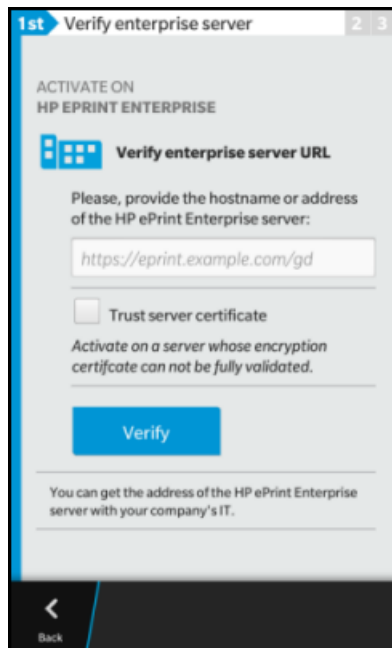 1st Verify enterprise server 2 3
ACTIVATE ON
HP EPRINT ENTERPRISE
Verify enterprise server URL
Please, provide the hostname or address
of the HP ePrint Enterprise server:
https://eprint.example.com/gd
Trust server certificate
Activate on a server whose encryption
certifcate can not be fully validated.
Verify
You can get the address of the HP ePrint Enterprise
server with your company's IT.
Back